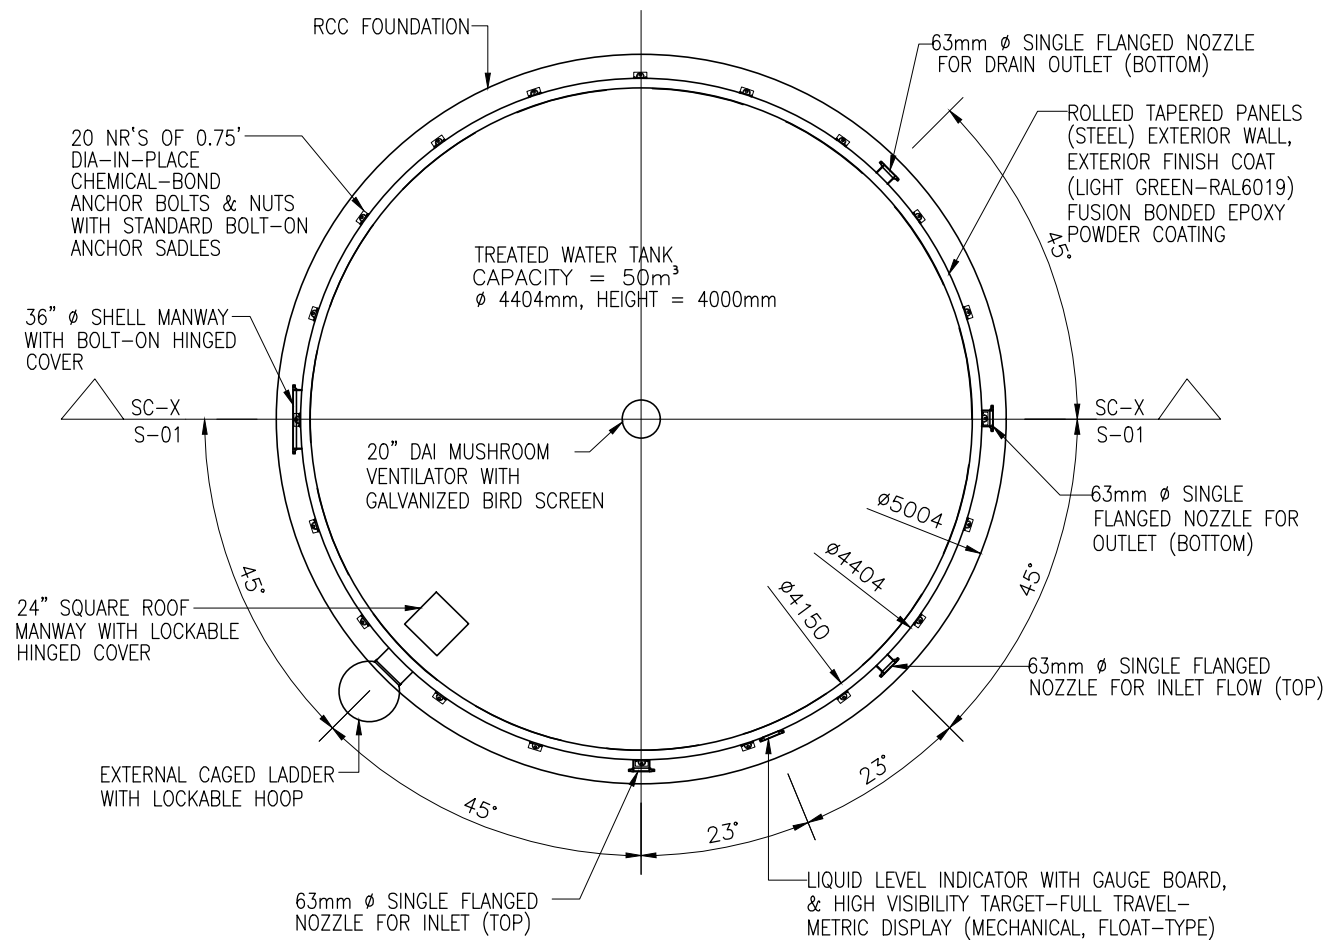 RCC FOUNDATION
63mm ø SINGLE FLANGED NOZZLE
FOR DRAIN OUTLET (BOTTOM)
20 NR'S OF 0.75'
DIA-IN-PLACE
CHEMICAL-BOND
ANCHOR BOLTS & NUTS
WITH STANDARD BOLT-ON
ANCHOR SADLES
ROLLED TAPERED PANELS
(STEEL) EXTERIOR WALL,
EXTERIOR FINISH COAT
(LIGHT GREEN-RAL6019)
FUSION BONDED EPOXY
POWDER COATING
45°
TREATED WATER TANK
CAPACITY = 50m³
ø 4404mm, HEIGHT = 4000mm
36" ø SHELL MANWAY
WITH BOLT-ON HINGED
COVER
SC-X
S-01
SC-X
S-01
20" DAI MUSHROOM
VENTILATOR WITH
GALVANIZED BIRD SCREEN
63mm ø SINGLE
FLANGED NOZZLE FOR
OUTLET (BOTTOM)
ø5004
ø4404
ø4150
45°
45°
24" SQUARE ROOF
MANWAY WITH LOCKABLE
HINGED COVER
63mm ø SINGLE FLANGED
NOZZLE FOR INLET FLOW (TOP)
EXTERNAL CAGED LADDER
WITH LOCKABLE HOOP
45°
23°
23°
63mm ø SINGLE FLANGED
NOZZLE FOR INLET (TOP)
LIQUID LEVEL INDICATOR WITH GAUGE BOARD,
& HIGH VISIBILITY TARGET-FULL TRAVEL-
METRIC DISPLAY (MECHANICAL, FLOAT-TYPE)